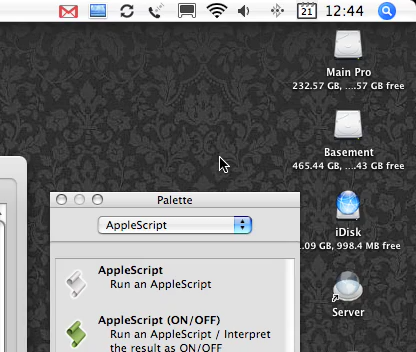 21 12:44
Main Pro
232.57 GB, ....57 GB free
Basement
465.44 GB, ....43 GB free
iDisk
.09 GB, 998.4 MB free
Server
Palette
AppleScript
AppleScript
Run an AppleScript
AppleScript (ON/OFF)
Run an AppleScript / Interpret
the result as ON/OFF